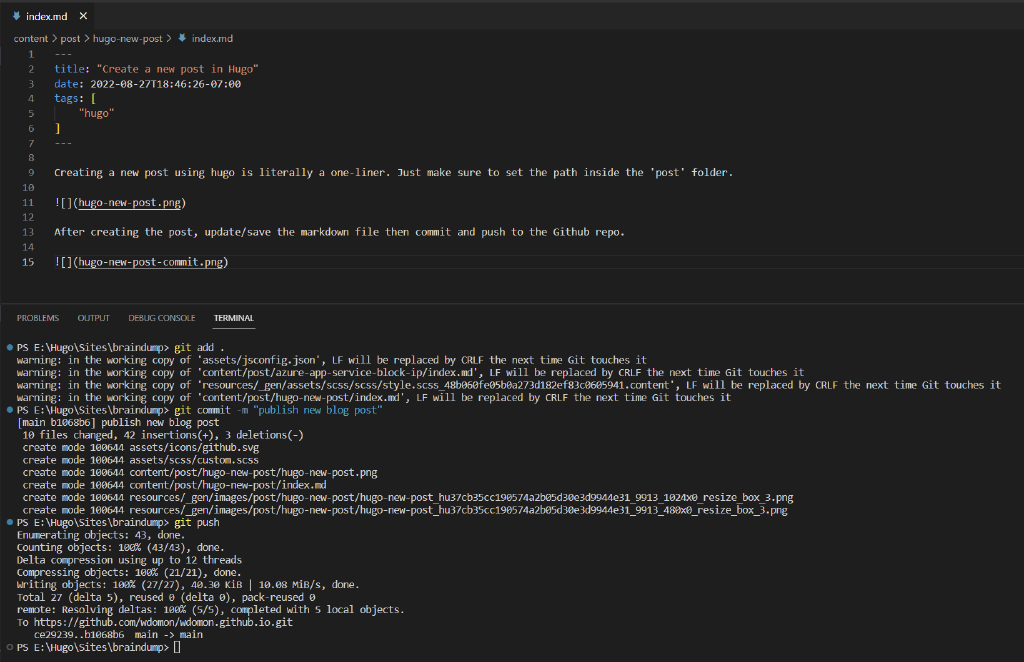 index.md
content > post > hugo-new-post > index.md
1 ---
2 title: "Create a new post in Hugo"
3 date: 2022-08-27T18:46:26-07:00
4 tags: [
5 "hugo"
6 ]
7 ---
8
9 Creating a new post using hugo is literally a one-liner. Just make sure to set the path inside the 'post' folder.
10
11 ![](hugo-new-post.png)
12
13 After creating the post, update/save the markdown file then commit and push to the Github repo.
14
15 ![](hugo-new-post-commit.png)
PROBLEMS OUTPUT DEBUG CONSOLE TERMINAL
PS E:\Hugo\Sites\braindump> git add .
warning: in the working copy of 'assets/jsconfig.json', LF will be replaced by CRLF the next time Git touches it
warning: in the working copy of 'content/post/azure-app-service-block-ip/index.md', LF will be replaced by CRLF the next time Git touches it
warning: in the working copy of 'resources/_gen/assets/scss/scss/style.scss_48b060fe05b0a273d182ef83c0605941.content', LF will be replaced by CRLF the next time Git touches it
warning: in the working copy of 'content/post/hugo-new-post/index.md', LF will be replaced by CRLF the next time Git touches it
PS E:\Hugo\Sites\braindump> git commit -m "publish new blog post"
[main b1068b6] publish new blog post
10 files changed, 42 insertions(+), 3 deletions(-)
create mode 100644 assets/icons/github.svg
create mode 100644 assets/scss/custom.scss
create mode 100644 content/post/hugo-new-post/hugo-new-post.png
create mode 100644 content/post/hugo-new-post/index.md
create mode 100644 resources/_gen/images/post/hugo-new-post/hugo-new-post_hu37cb35cc190574a2b05d30e3d9944e31_9913_1024x0_resize_box_3.png
create mode 100644 resources/_gen/images/post/hugo-new-post/hugo-new-post_hu37cb35cc190574a2b05d30e3d9944e31_9913_480x0_resize_box_3.png
PS E:\Hugo\Sites\braindump> git push
Enumerating objects: 43, done.
Counting objects: 100% (43/43), done.
Delta compression using up to 12 threads
Compressing objects: 100% (21/21), done.
Writing objects: 100% (27/27), 40.30 KiB | 10.08 MiB/s, done.
Total 27 (delta 5), reused 0 (delta 0), pack-reused 0
remote: Resolving deltas: 100% (5/5), completed with 5 local objects.
To https://github.com/wdomon/wdomon.github.io.git
ce29239..b1068b6 main -> main
PS E:\Hugo\Sites\braindump>